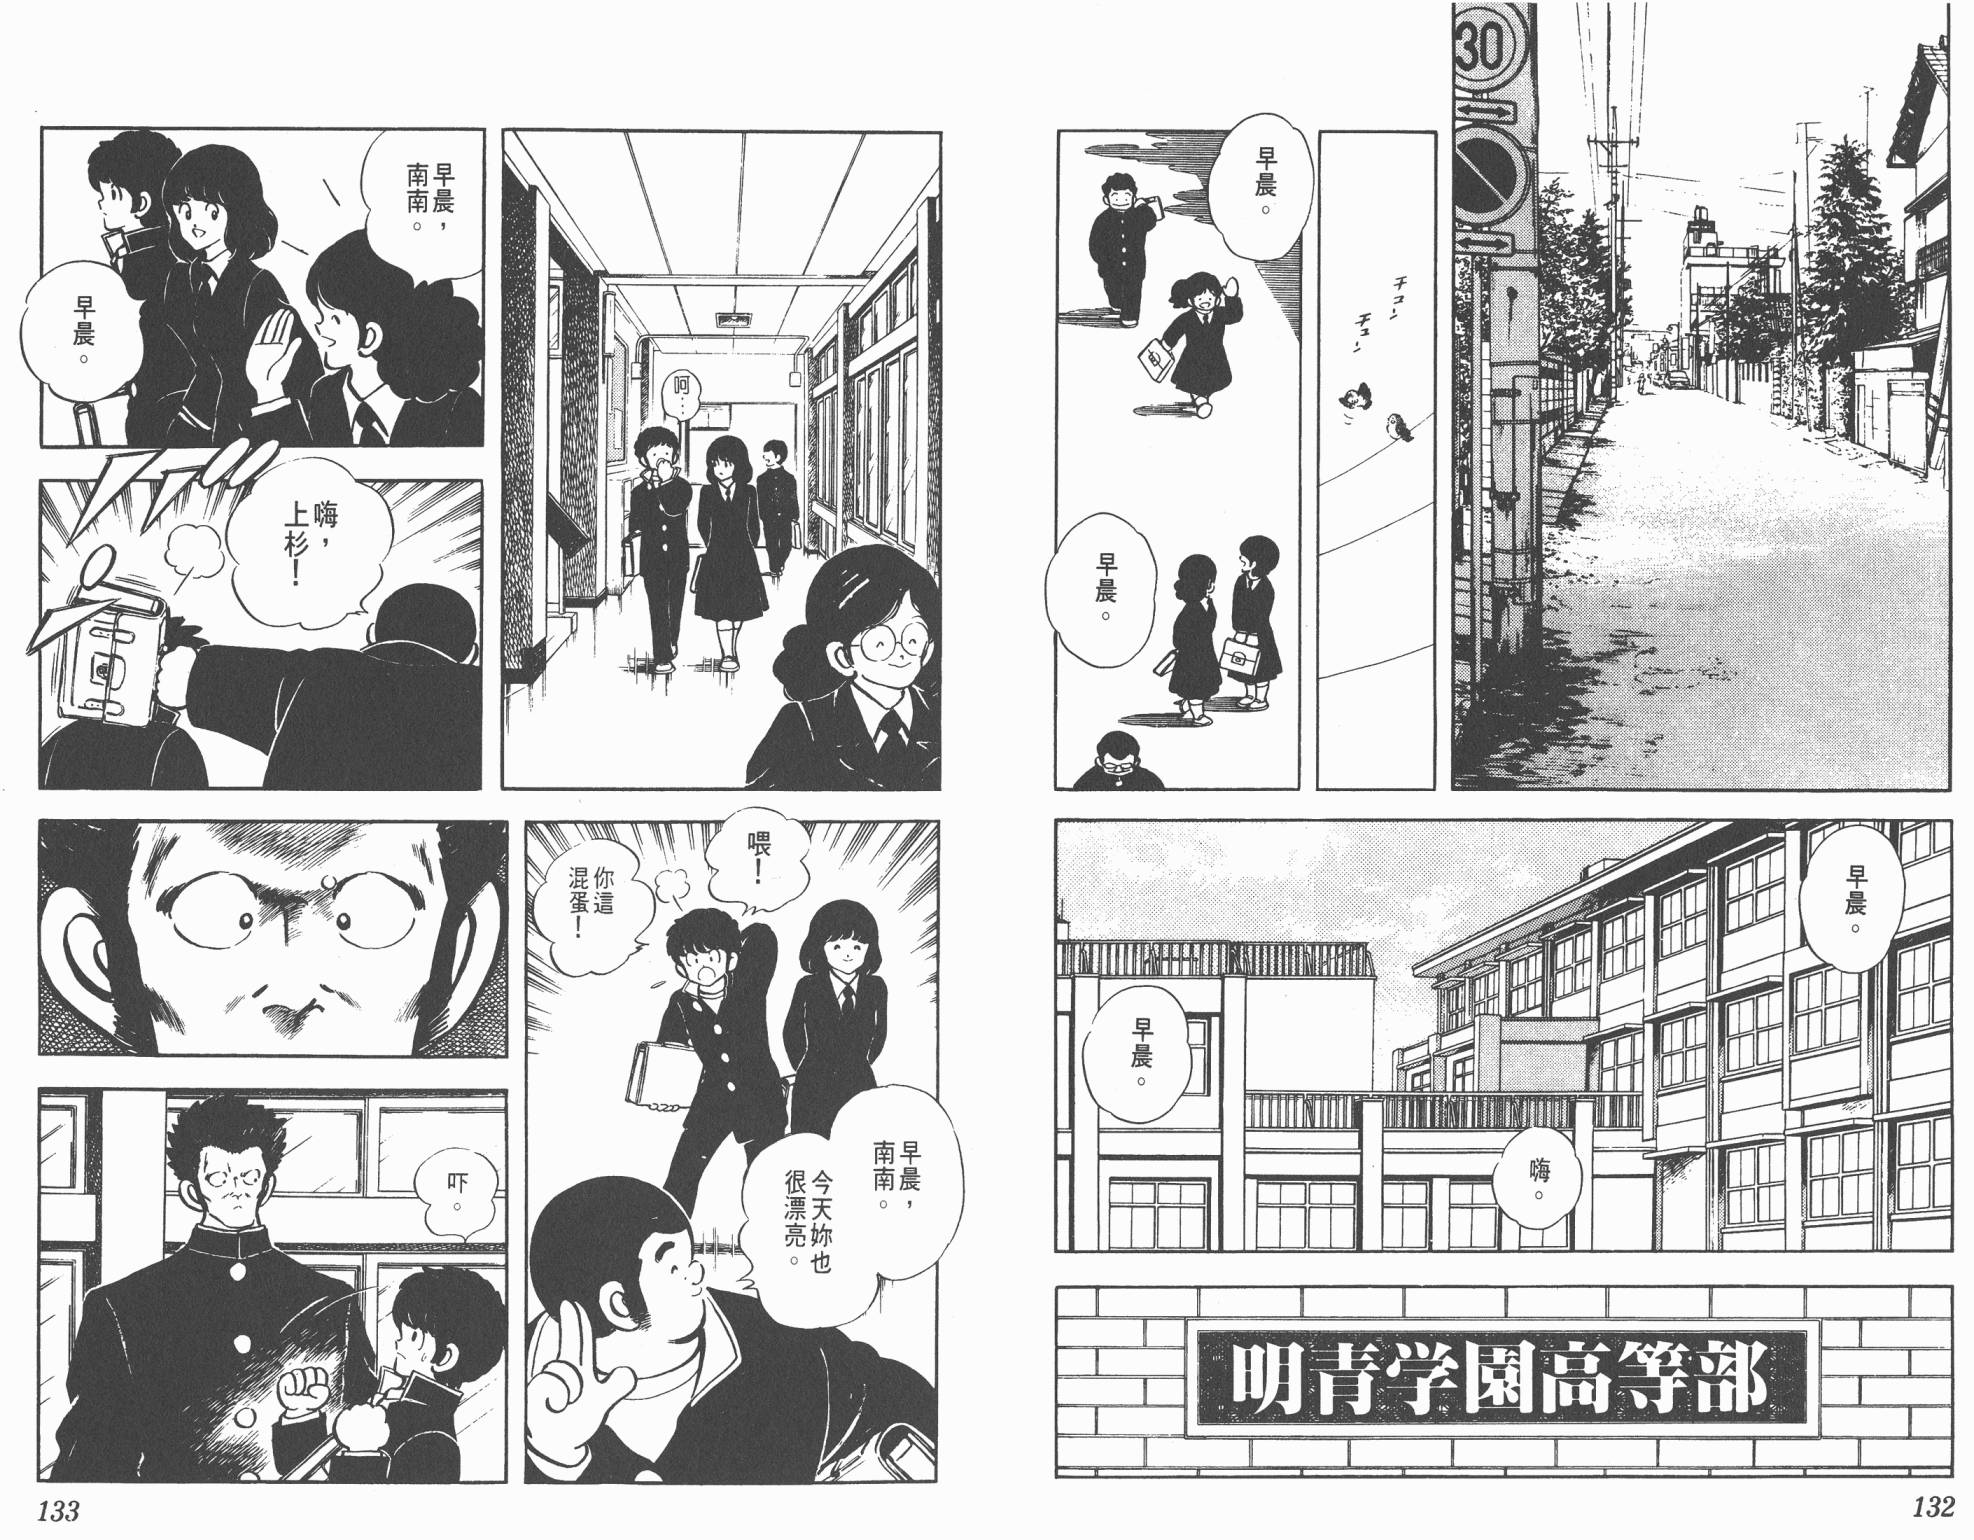 30
チュン
チュン
早晨。
早晨。
早晨。
早晨。
嗨。
明青学園高等部
132
呵…
早晨，
南南。
早晨。
嗨，
上杉！
喂！
你這
混蛋！
早晨，
南南。
今天妳也
很漂亮。
吓。
133